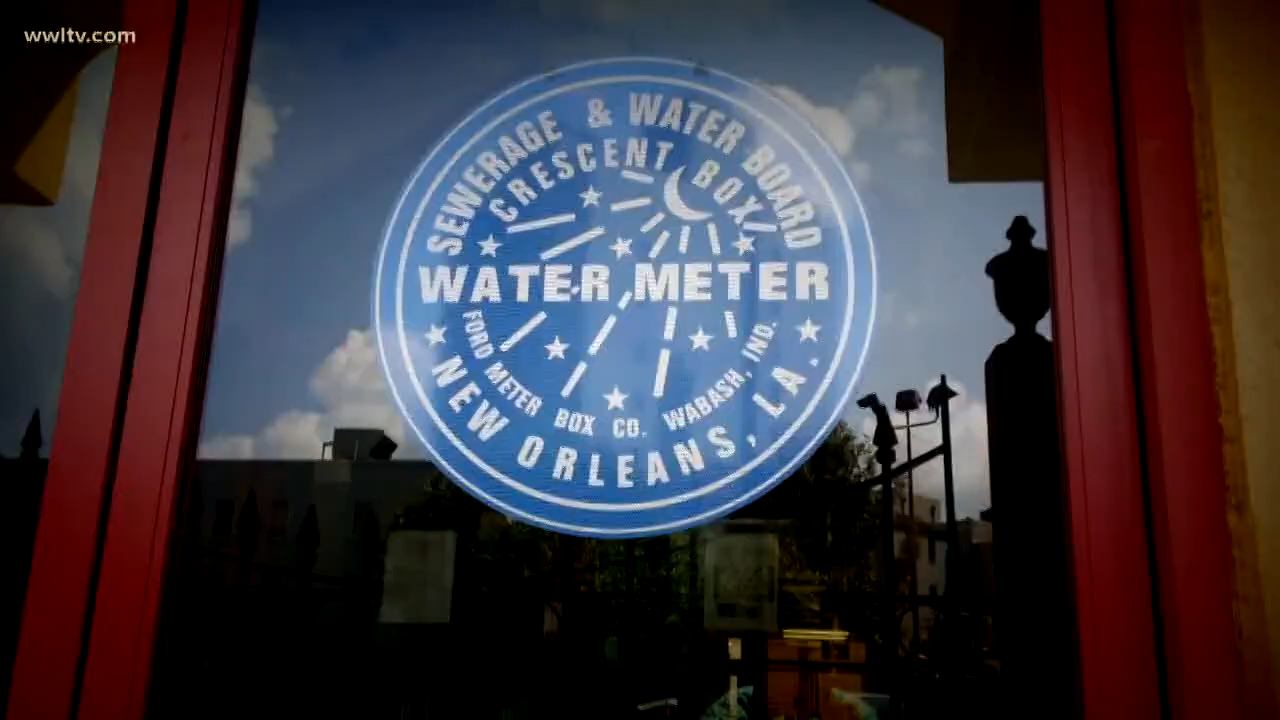 wwltv.com
SEWERAGE & WATER BOARD
CRESCENT BOX
WATER METER
FORD METER BOX CO. WABASH, IND.
NEW ORLEANS, LA.